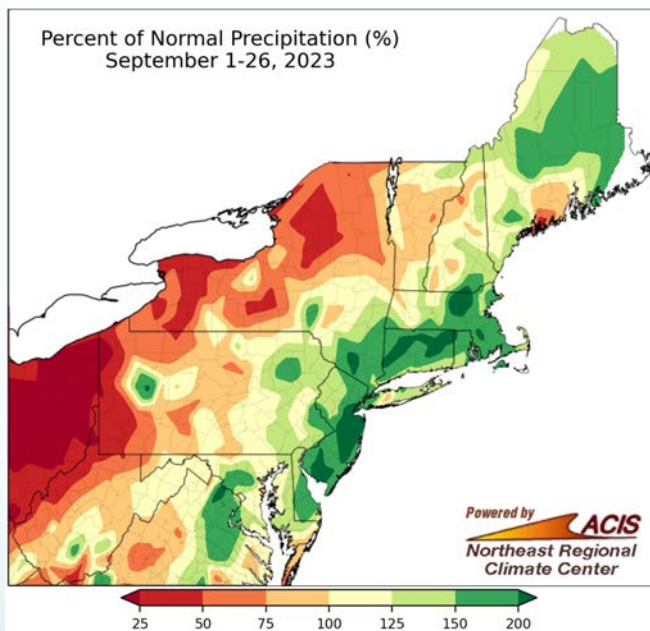 Percent of Normal Precipitation (%)
September 1-26, 2023
Powered by
ACIS
Northeast Regional
Climate Center
25 50 75 100 125 150 200